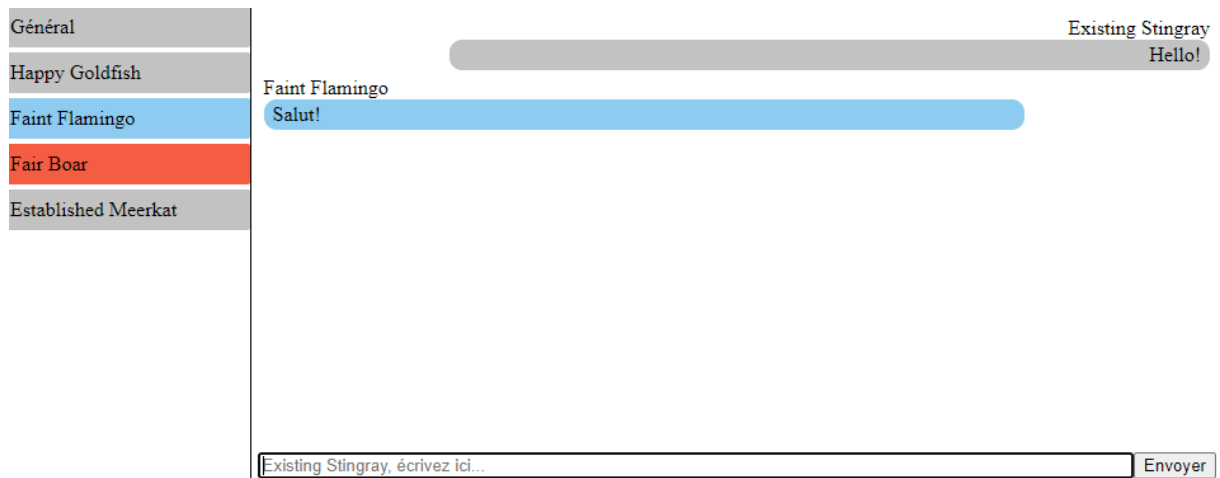 Général
Happy Goldfish
Faint Flamingo
Fair Boar
Established Meerkat
Existing Stingray
Hello!
Faint Flamingo
Salut!
Existing Stingray, écrivez ici...
Envoyer